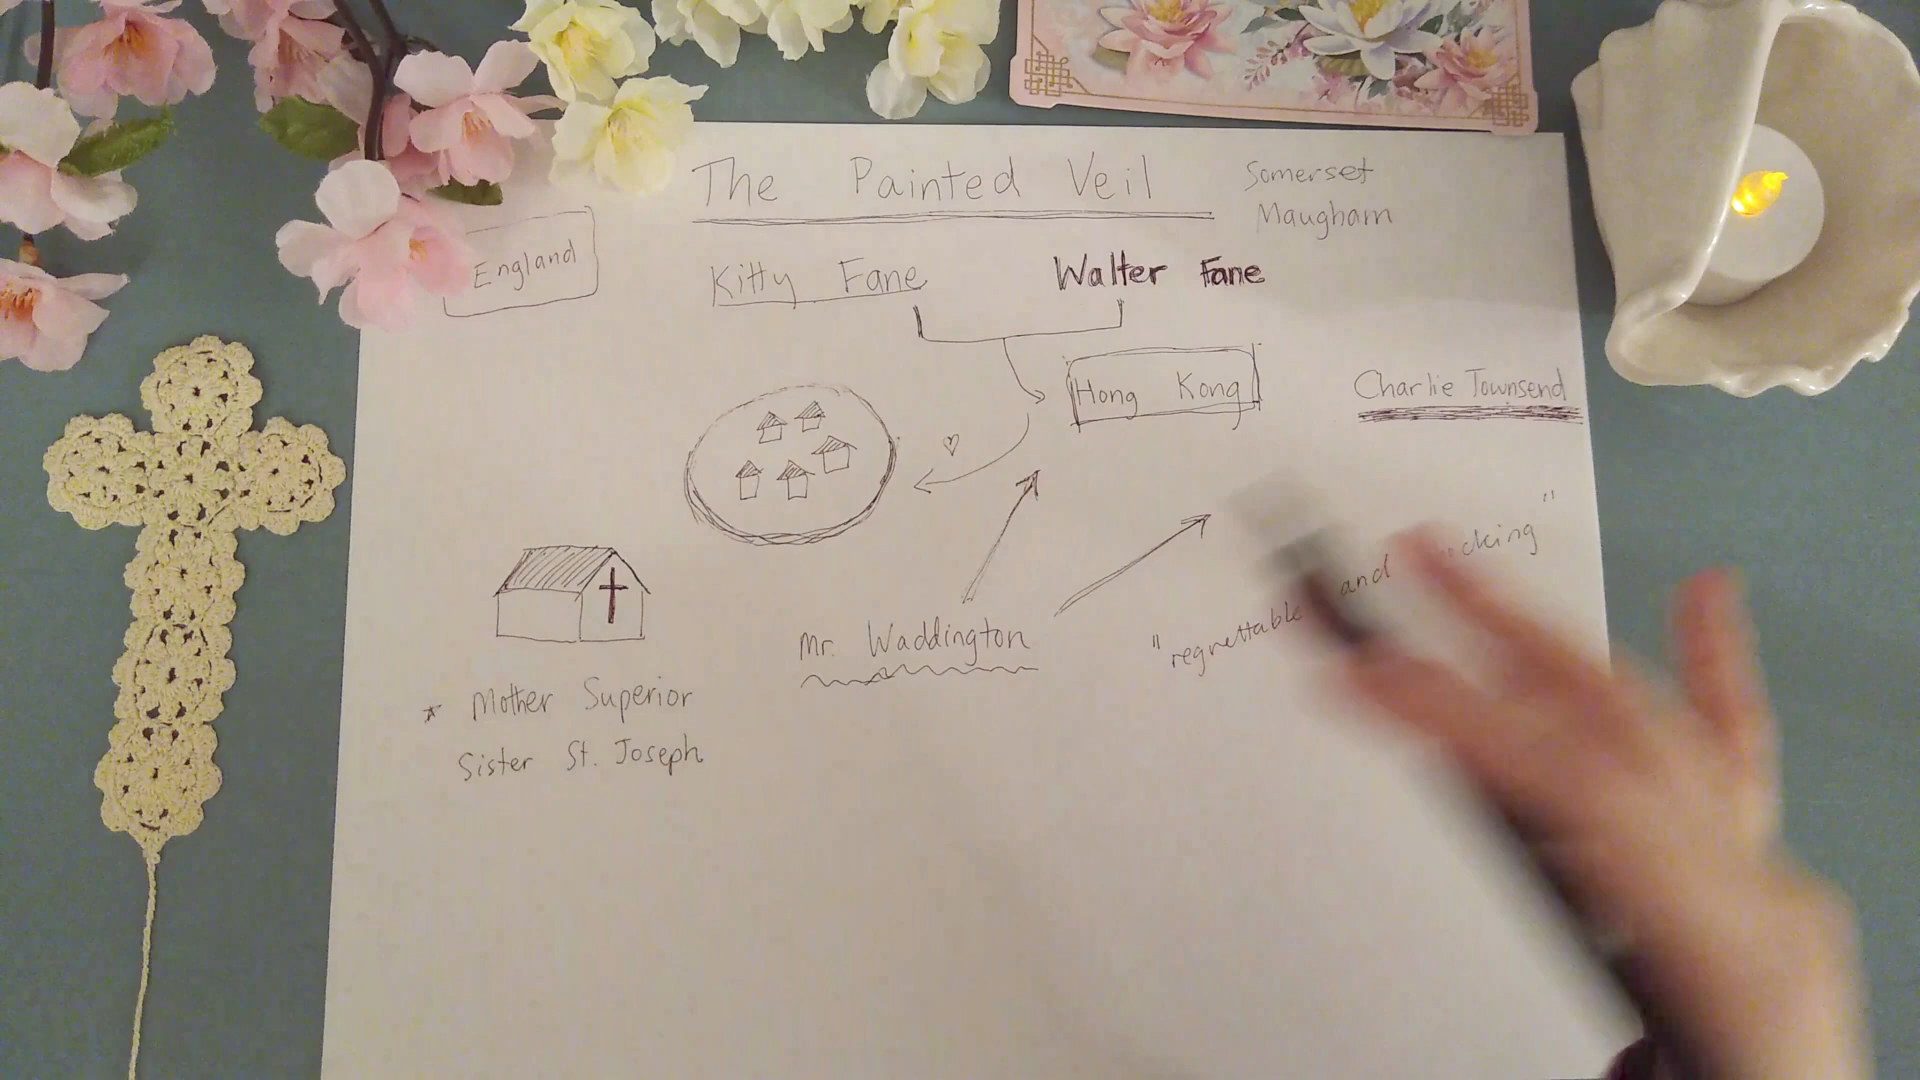 The Painted Veil
Somerset
Maugham
England
Kitty Fane
Walter Fane
Hong Kong
Charlie Townsend
"regrettable and
"
Mr. Waddington
* Mother Superior
Sister St. Joseph